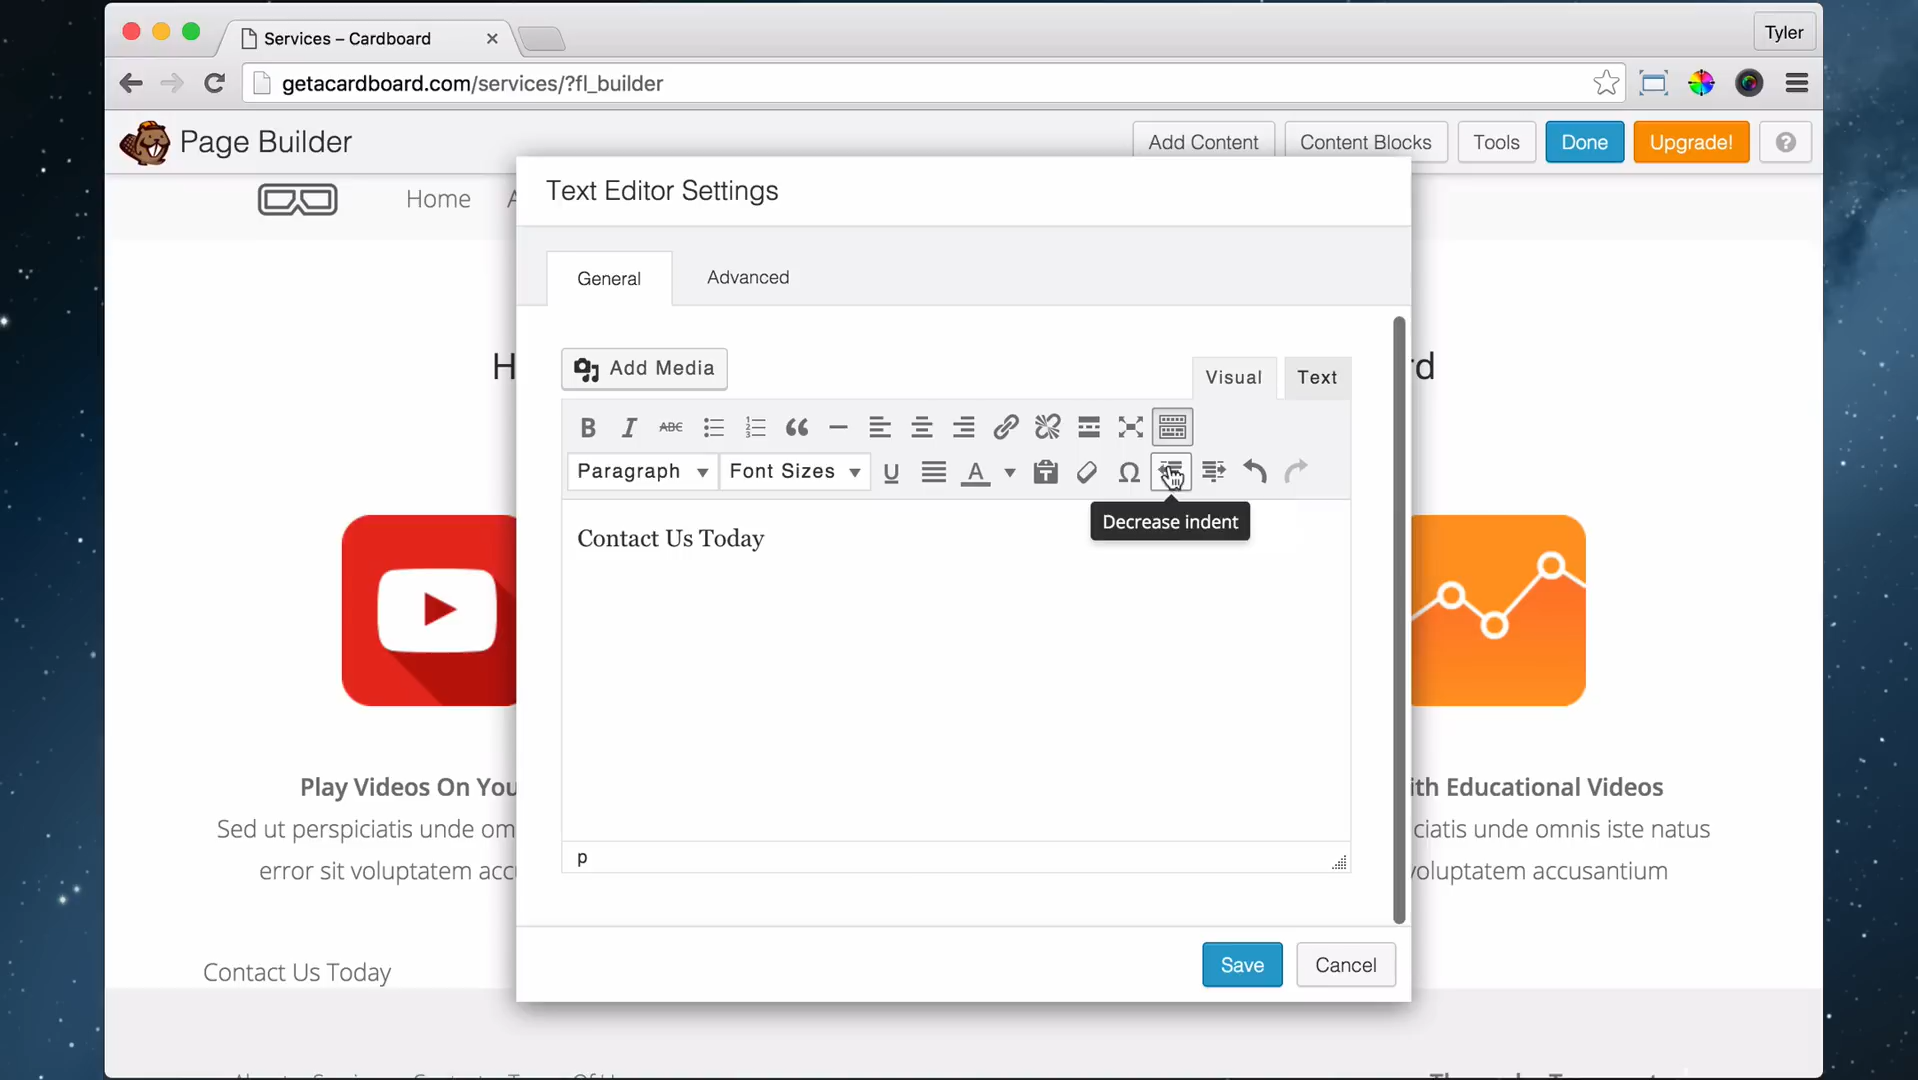 Services – Cardboard
Tyler
getacardboard.com/services/?fl_builder
Page Builder
Add Content
Content Blocks
Tools
Done
Upgrade!
?
Home
Text Editor Settings
General
Advanced
Add Media
Visual
Text
B I ABC
Paragraph
Font Sizes
U
A
Ω
Decrease indent
Contact Us Today
p
Play Videos On You
ith Educational Videos
Sed ut perspiciatis unde om
ciatis unde omnis iste natus
error sit voluptatem acc
voluptatem accusantium
Save
Cancel
Contact Us Today